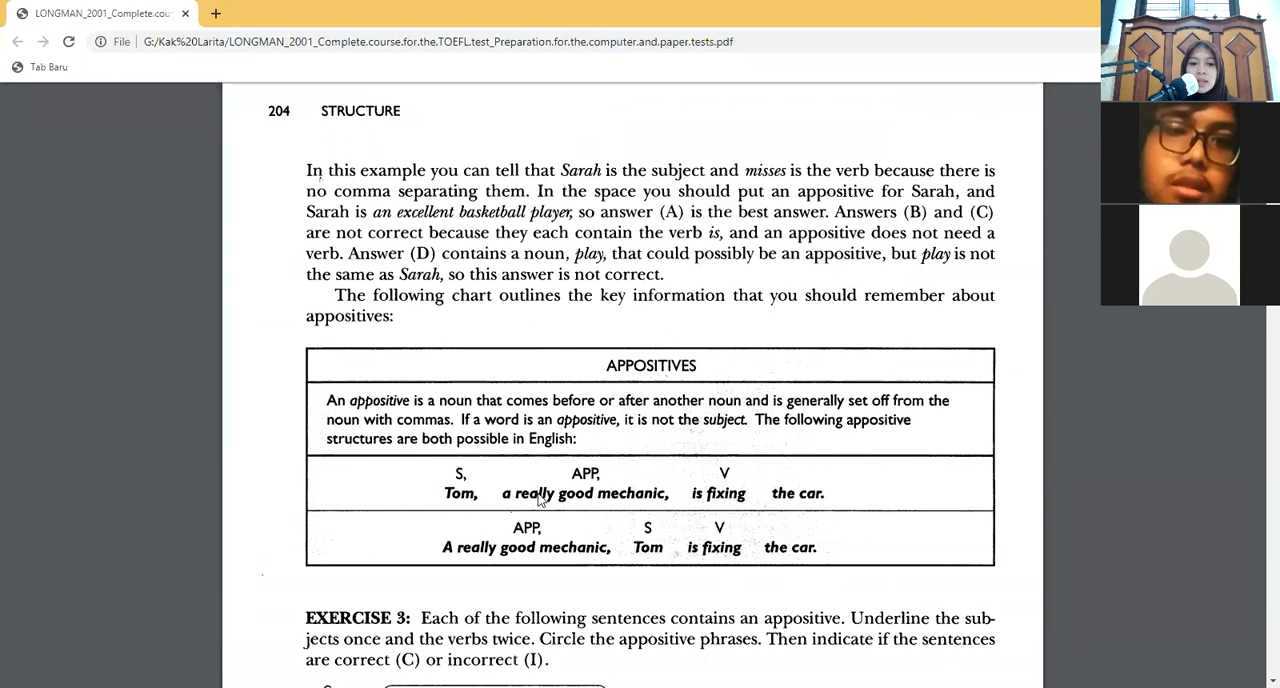 LONGMAN_2001_Complete.cou
File G:/Kak%20Larita/LONGMAN_2001_Complete.course.for.the.TOEFL.test_Preparation.for.the.computer.and.paper.tests.pdf
Tab Baru
204 STRUCTURE
In this example you can tell that Sarah is the subject and misses is the verb because there is
no comma separating them. In the space you should put an appositive for Sarah, and
Sarah is an excellent basketball player, so answer (A) is the best answer. Answers (B) and (C)
are not correct because they each contain the verb is, and an appositive does not need a
verb. Answer (D) contains a noun, play, that could possibly be an appositive, but play is not
the same as Sarah, so this answer is not correct.
The following chart outlines the key information that you should remember about
appositives:
APPOSITIVES
An appositive is a noun that comes before or after another noun and is generally set off from the
noun with commas. If a word is an appositive, it is not the subject. The following appositive
structures are both possible in English:
S, APP, V
Tom, a really good mechanic, is fixing the car.
APP, S V
A really good mechanic, Tom is fixing the car.
EXERCISE 3: Each of the following sentences contains an appositive. Underline the sub-
jects once and the verbs twice. Circle the appositive phrases. Then indicate if the sentences
are correct (C) or incorrect (I).